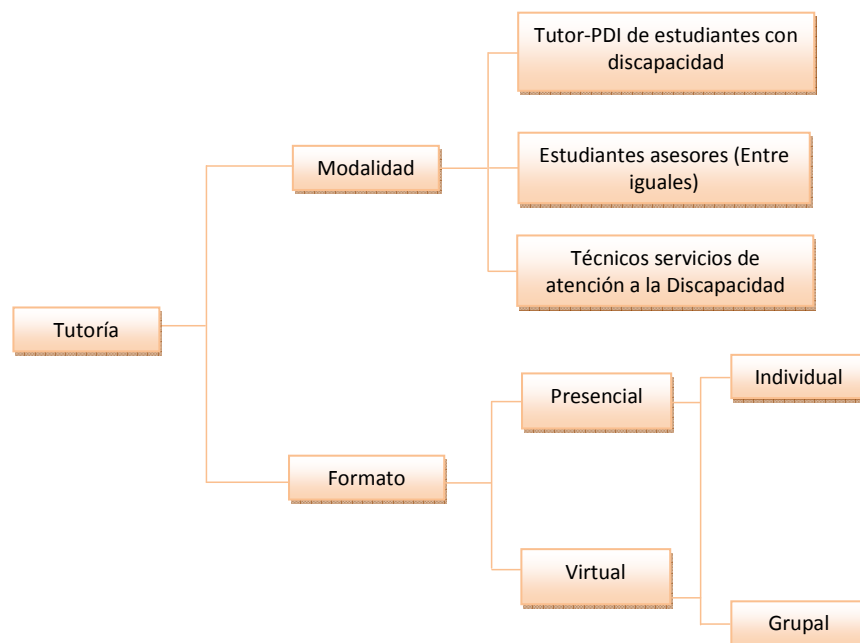 Tutor-PDI de estudiantes con
discapacidad
Modalidad
Estudiantes asesores (Entre
iguales)
Técnicos servicios de
atención a la Discapacidad
Tutoría
Presencial
Individual
Formato
Virtual
Grupal